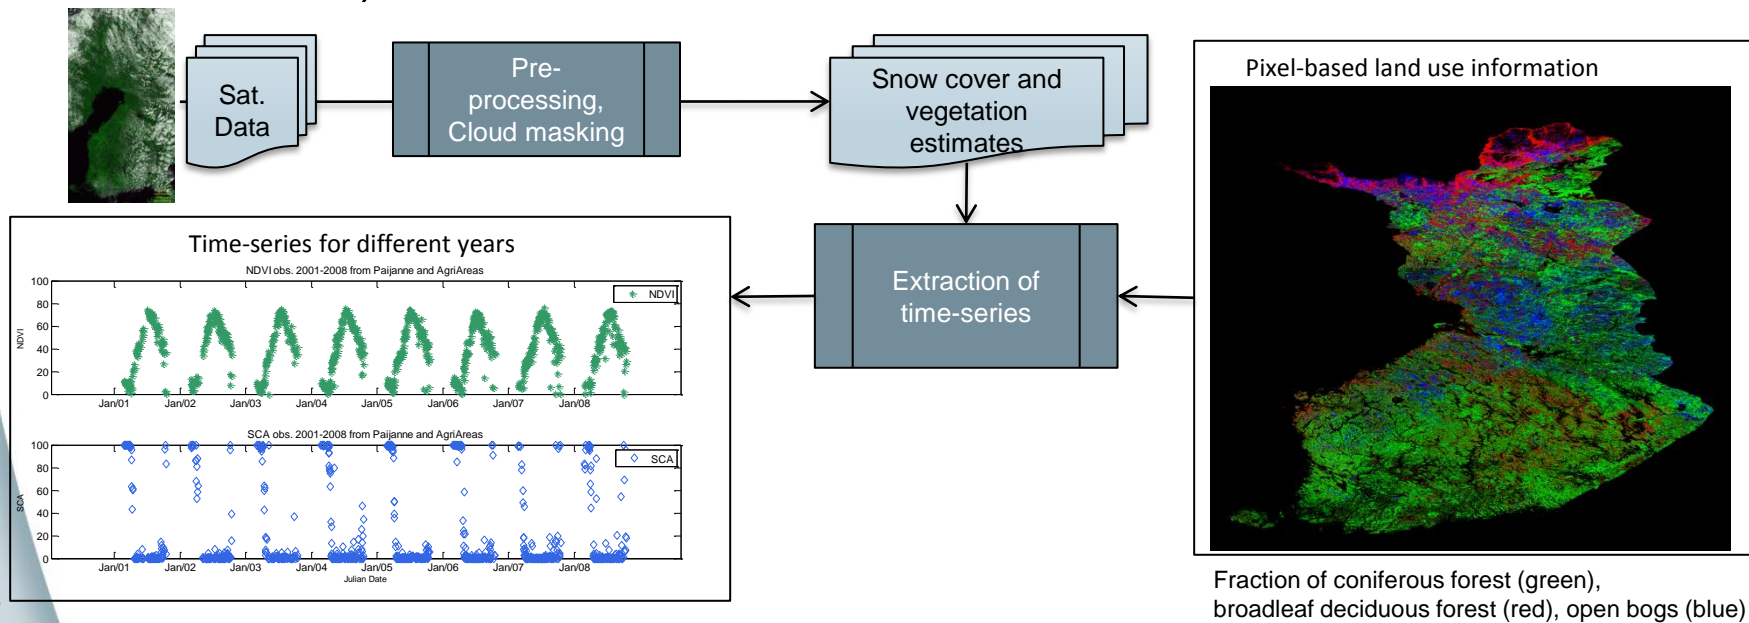 Sat.
Data
Pre-
processing,
Cloud masking
Snow cover and
vegetation
estimates
Pixel-based land use information
Extraction of
time-series
Time-series for different years
NDVI obs. 2001-2008 from Paijanne and AgriAreas
NDVI
100
80
60
40
20
0
NDVI
Jan/01 Jan/02 Jan/03 Jan/04 Jan/05 Jan/06 Jan/07 Jan/08
SCA obs. 2001-2008 from Paijanne and AgriAreas
SCA
100
80
60
40
20
0
SCA
Jan/01 Jan/02 Jan/03 Jan/04 Jan/05 Jan/06 Jan/07 Jan/08
Julian Date
Fraction of coniferous forest (green),
broadleaf deciduous forest (red), open bogs (blue)